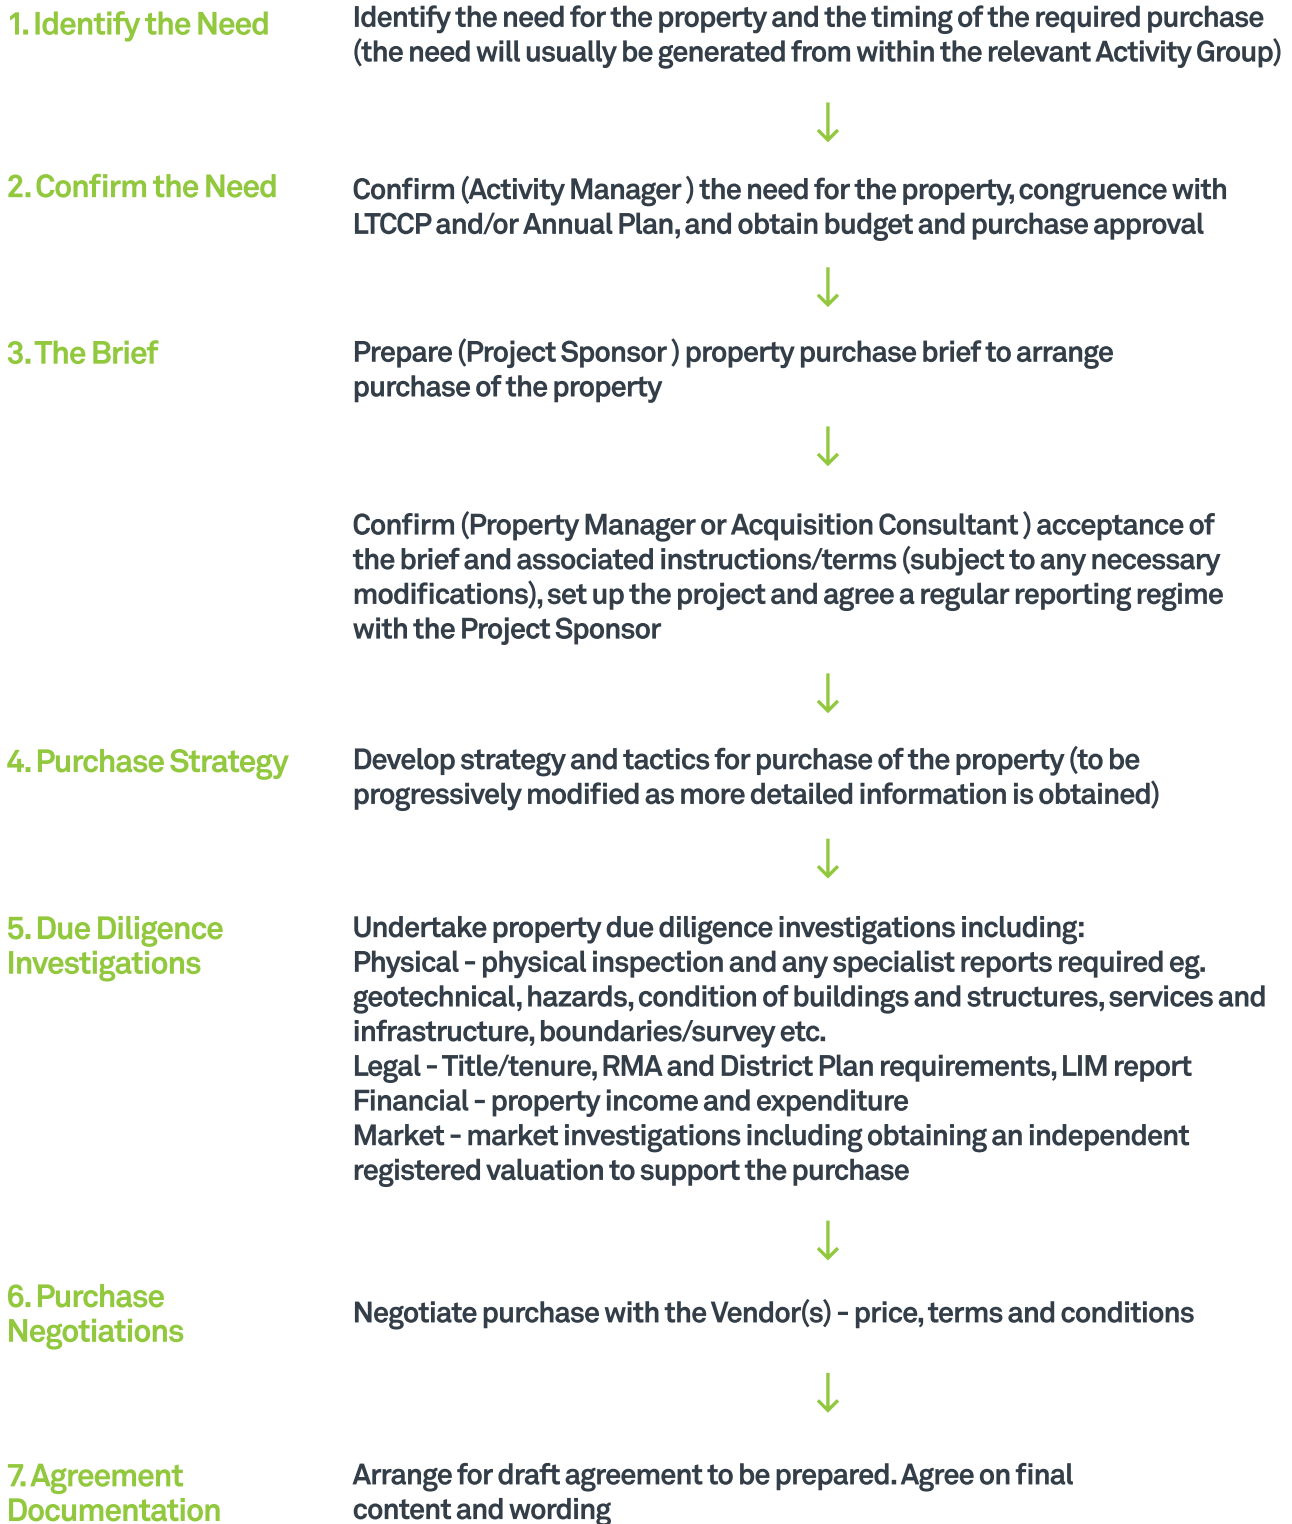 1. Identify the Need
Identify the need for the property and the timing of the required purchase
(the need will usually be generated from within the relevant Activity Group)
2. Confirm the Need
Confirm (Activity Manager ) the need for the property, congruence with
LTCCP and/or Annual Plan, and obtain budget and purchase approval
3. The Brief
Prepare (Project Sponsor ) property purchase brief to arrange
purchase of the property
Confirm (Property Manager or Acquisition Consultant ) acceptance of
the brief and associated instructions/terms (subject to any necessary
modifications), set up the project and agree a regular reporting regime
with the Project Sponsor
4. Purchase Strategy
Develop strategy and tactics for purchase of the property (to be
progressively modified as more detailed information is obtained)
5. Due Diligence
Investigations
Undertake property due diligence investigations including:
Physical - physical inspection and any specialist reports required eg.
geotechnical, hazards, condition of buildings and structures, services and
infrastructure, boundaries/survey etc.
Legal - Title/tenure, RMA and District Plan requirements, LIM report
Financial - property income and expenditure
Market - market investigations including obtaining an independent
registered valuation to support the purchase
6. Purchase
Negotiations
Negotiate purchase with the Vendor(s) - price, terms and conditions
7. Agreement
Documentation
Arrange for draft agreement to be prepared. Agree on final
content and wording